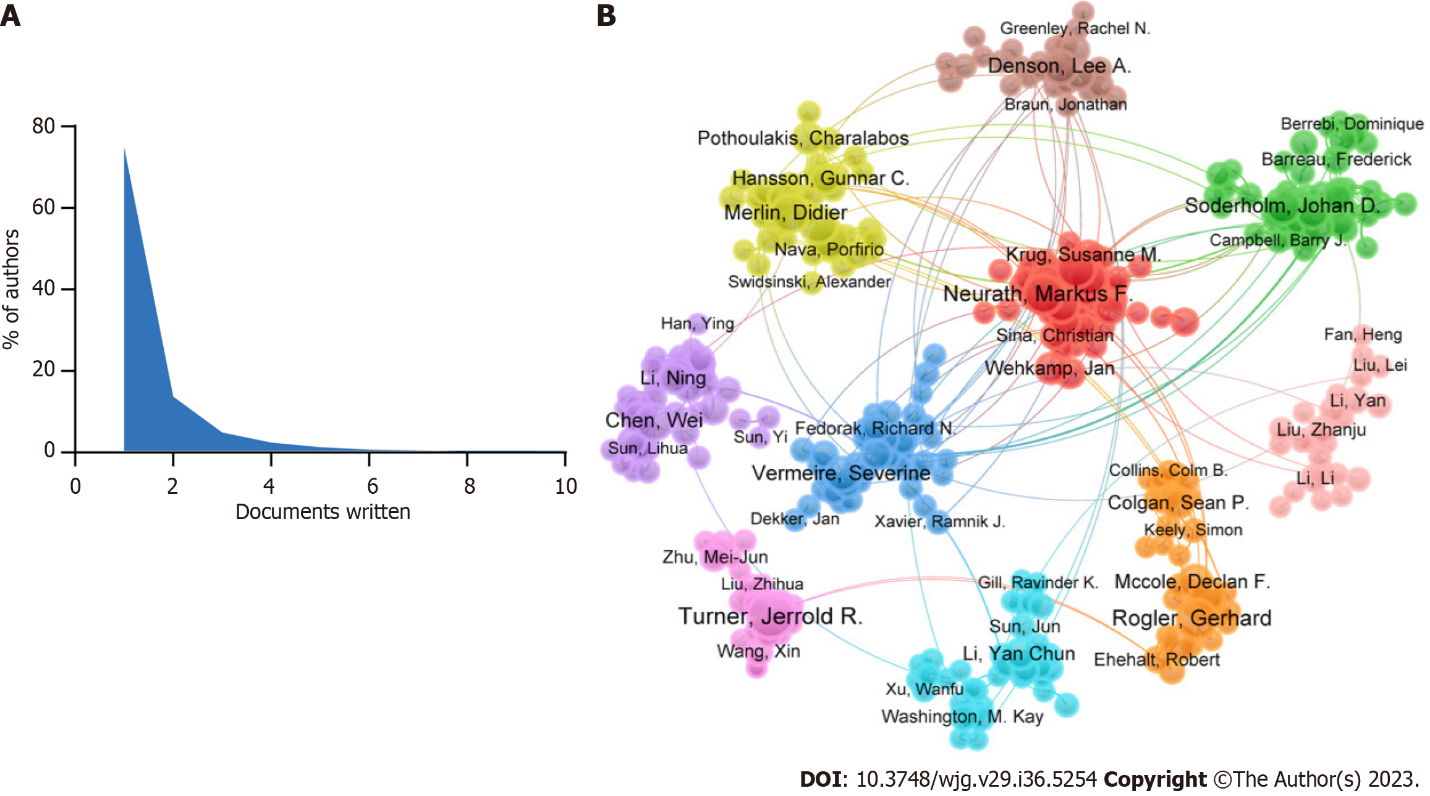 A
80
60
40
20
0
% of authors
0 2 4 6 8 10
Documents written
B
Greenley, Rachel N.
Denson, Lee A.
Braun, Jonathan
Pothoulakis, Charalabos
Hansson, Gunnar C.
Merlin, Didier
Nava, Porfirio
Swidsinski, Alexander
Berrebi, Dominique
Barreau, Frederick
Soderholm, Johan D.
Campbell, Barry J.
Krug, Susanne M.
Neurath, Markus F.
Sina, Christian
Wehkamp, Jan
Han, Ying
Li, Ning
Chen, Wei
Sun, Yi
Sun, Lihua
Fedorak, Richard N.
Vermeire, Severine
Dekker, Jan
Xavier, Ramnik J.
Fan, Heng
Liu, Lei
Li, Yan
Liu, Zhanju
Li, Li
Collins, Colm B.
Colgan, Sean P.
Keely, Simon
Mccole, Declan F.
Rogler, Gerhard
Ehehalt, Robert
Zhu, Mei-Jun
Liu, Zhihua
Turner, Jerrold R.
Wang, Xin
Gill, Ravinder K.
Sun, Jun
Li, Yan Chun
Xu, Wanfu
Washington, M. Kay
DOI: 10.3748/wjg.v29.i36.5254 Copyright ©The Author(s) 2023.